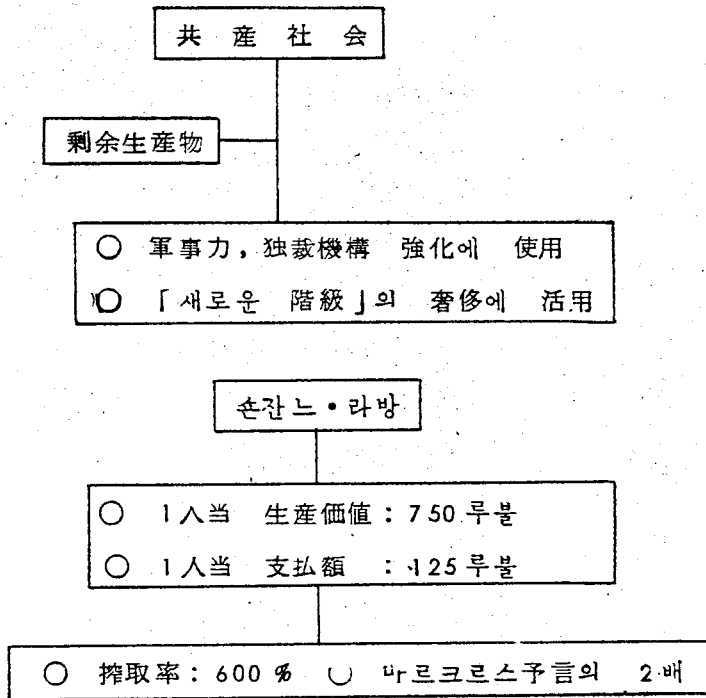 共 産 社 会
剰余生産物
○ 軍事力, 独裁機構 強化에 使用
○ 「새로운 階級」의 奢侈에 活用
손잔느・라방
○ 1人当 生産価値 : 750 루불
○ 1人当 支払額 : 125 루불
○ 搾取率 : 600 % ○ 마르크르스予言의 2배